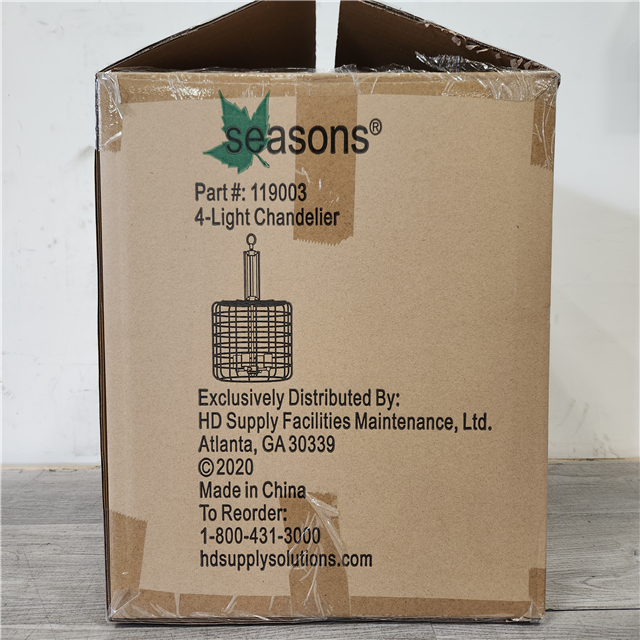 seasons®
Part #: 119003
4-Light Chandelier
Exclusively Distributed By:
HD Supply Facilities Maintenance, Ltd.
Atlanta, GA 30339
©2020
Made in China
To Reorder:
1-800-431-3000
hdsupplysolutions.com